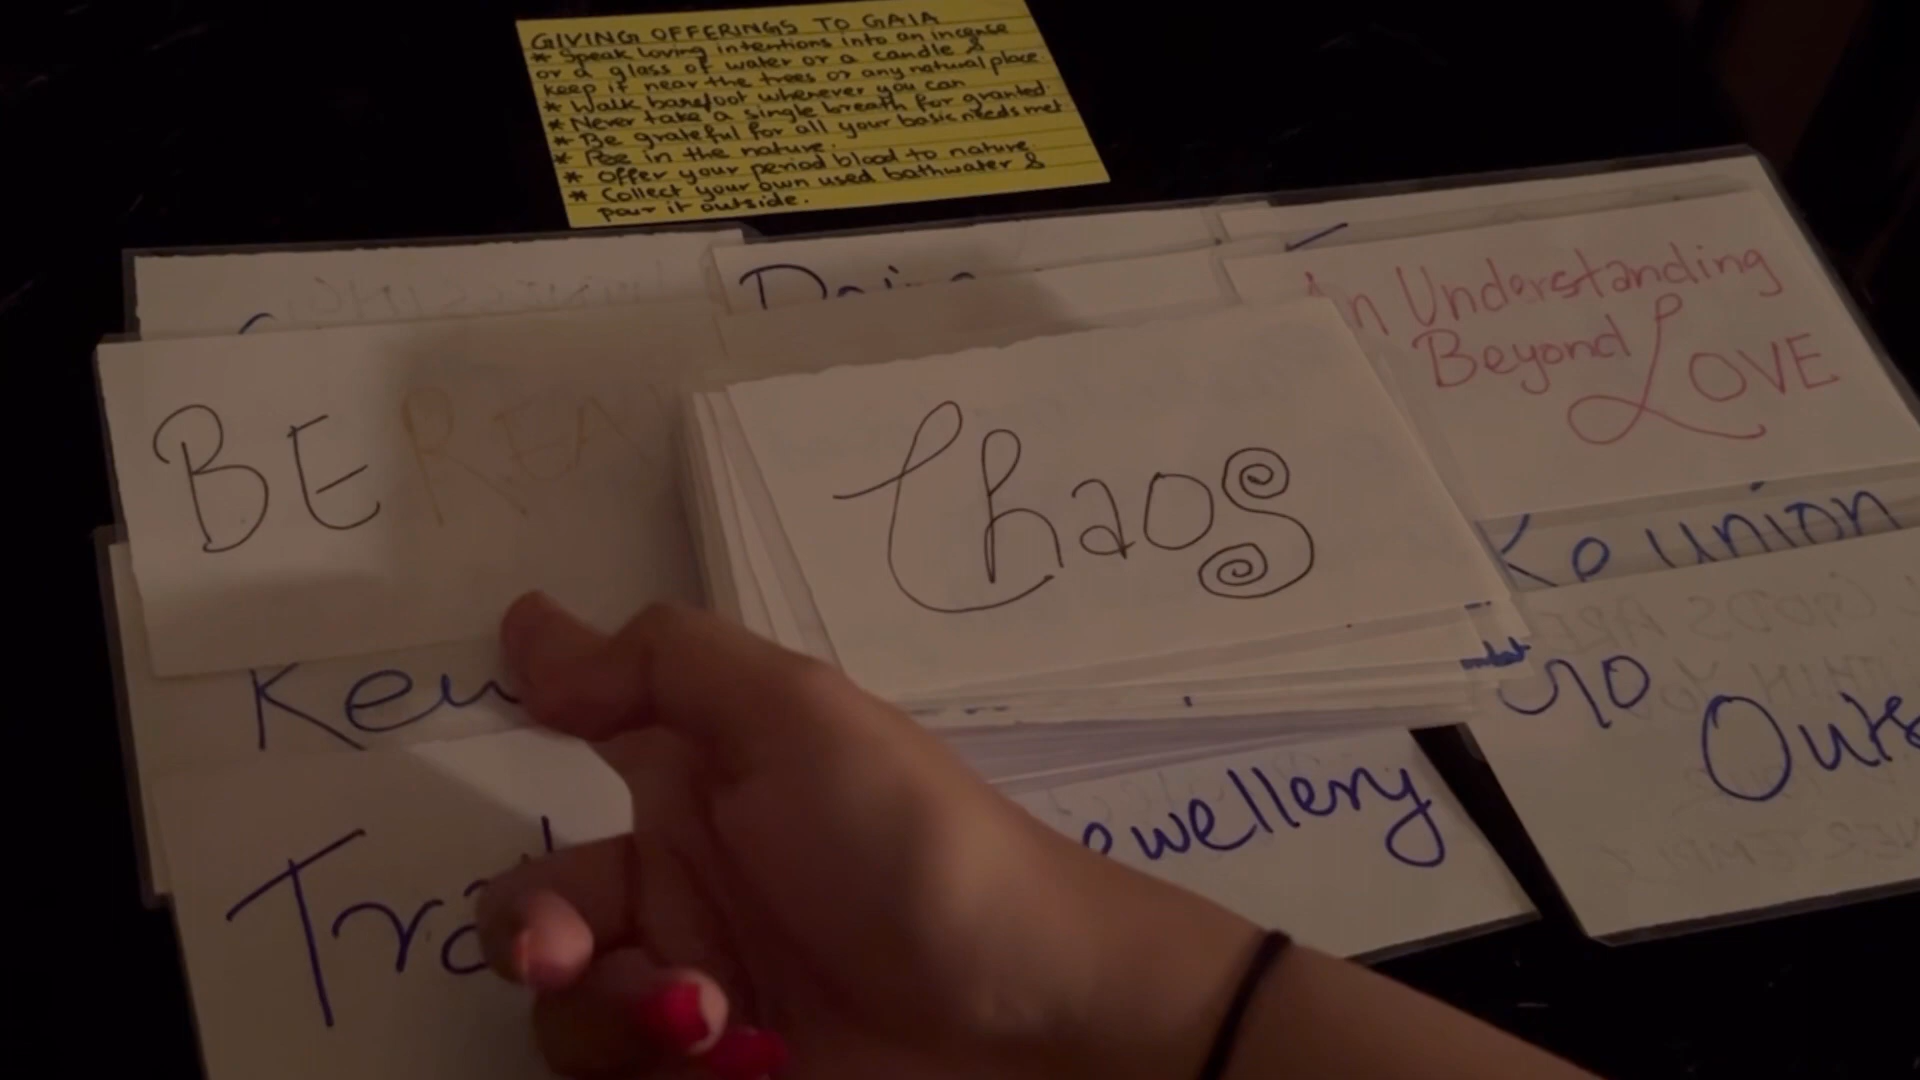 GIVING OFFERINGS TO GAIA
* Speak loving intentions into an incense
or a glass of water or a candle &
keep it near the trees or any natural place.
* Walk barefoot wherever you can
* Never take a single breath for granted.
* Be grateful for all your basic needs met
* Pee in the nature.
* Offer your period blood to nature
* Collect your own used bathwater &
pour it outside.
An Understanding
Beyond LOVE
BE REA
Chaos
ewellery